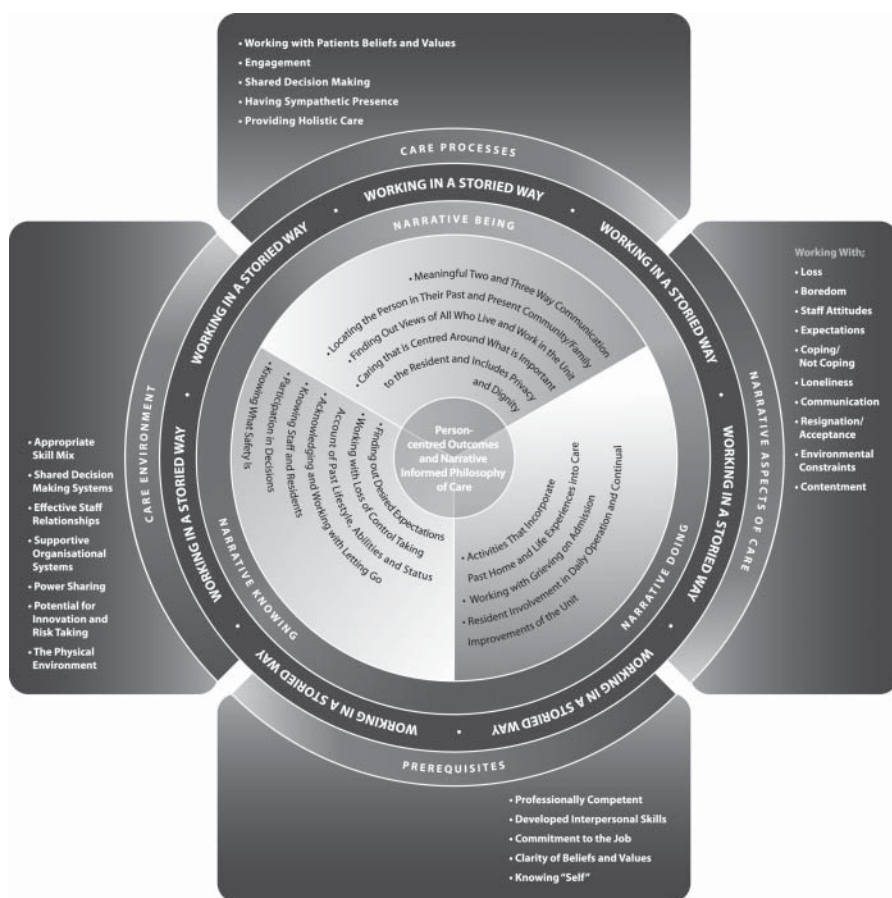 • Working with Patients Beliefs and Values
• Engagement
• Shared Decision Making
• Having Sympathetic Presence
• Providing Holistic Care
CARE PROCESSES
WORKING IN A STORIED WAY • WORKING IN A STORIED WAY • WORKING IN A STORIED WAY • WORKING IN A STORIED WAY • WORKING IN A STORIED WAY • WORKING IN A STORIED WAY • WORKING IN A STORIED WAY •
NARRATIVE BEING
• Meaningful Two and Three Way Communication
• Locating the Person in Their Past and Present Community/Family
• Finding Out Views of All Who Live and Work in the Unit
• Caring that is Centred Around What is Important
to the Resident and Includes Privacy
and Dignity
Person-
centred Outcomes
and Narrative
Informed Philosophy
of Care
NARRATIVE KNOWING
• Finding out Desired Expectations
• Working with Loss of Control Taking
Account of Past Lifestyle, Abilities and Status
• Acknowledging and Working with Letting Go
• Knowing Staff and Residents
• Participation in Decisions
• Knowing What Safety Is
NARRATIVE DOING
• Activities That Incorporate
Past Home and Life Experiences into Care
• Working with Grieving on Admission
• Resident Involvement in Daily Operation and Continual
Improvements of the Unit
CARE ENVIRONMENT
• Appropriate
Skill Mix
• Shared Decision
Making Systems
• Effective Staff
Relationships
• Supportive
Organisational
Systems
• Power Sharing
• Potential for
Innovation and
Risk Taking
• The Physical
Environment
NARRATIVE ASPECTS OF CARE
Working With;
• Loss
• Boredom
• Staff Attitudes
• Expectations
• Coping/
Not Coping
• Loneliness
• Communication
• Resignation/
Acceptance
• Environmental
Constraints
• Contentment
PREREQUISITES
• Professionally Competent
• Developed Interpersonal Skills
• Commitment to the Job
• Clarity of Beliefs and Values
• Knowing "Self"